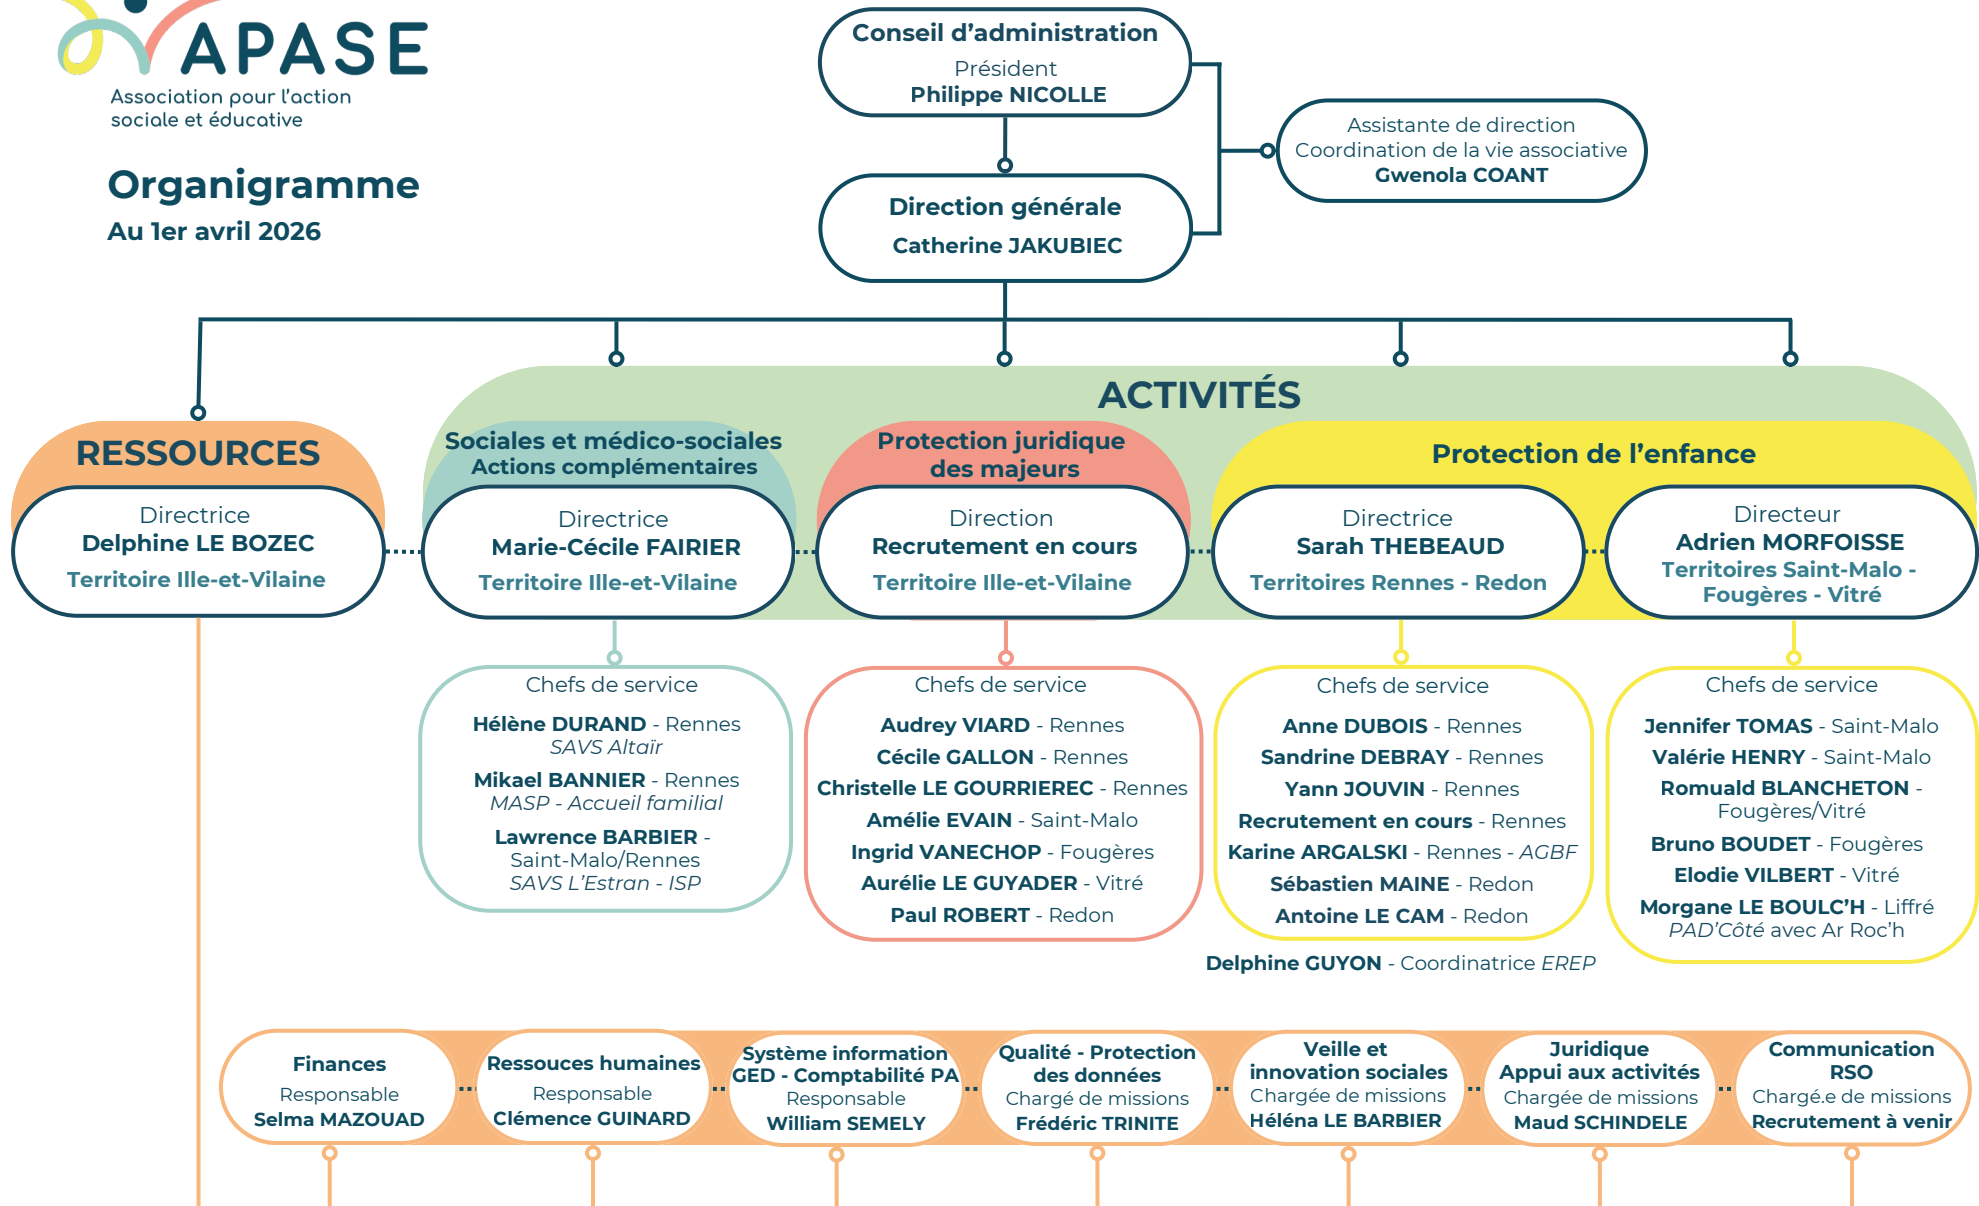 APASE
Association pour l'action
sociale et éducative
Organigramme
Au 1er avril 2026
Conseil d'administration
Président
Philippe NICOLLE
Assistante de direction
Coordination de la vie associative
Gwenola COANT
Direction générale
Catherine JAKUBIEC
ACTIVITÉS
RESSOURCES
Directrice
Delphine LE BOZEC
Territoire Ille-et-Vilaine
Sociales et médico-sociales
Actions complémentaires
Directrice
Marie-Cécile FAIRIER
Territoire Ille-et-Vilaine
Protection juridique
des majeurs
Direction
Recrutement en cours
Territoire Ille-et-Vilaine
Protection de l'enfance
Directrice
Sarah THEBEAUD
Territoires Rennes - Redon
Directeur
Adrien MORFOISSE
Territoires Saint-Malo -
Fougères - Vitré
Chefs de service
Hélène DURAND - Rennes
SAVS Altaïr
Mikael BANNIER - Rennes
MASP - Accueil familial
Lawrence BARBIER -
Saint-Malo/Rennes
SAVS L'Estran - ISP
Chefs de service
Audrey VIARD - Rennes
Cécile GALLON - Rennes
Christelle LE GOURRIEREC - Rennes
Amélie EVAIN - Saint-Malo
Ingrid VANECHOP - Fougères
Aurélie LE GUYADER - Vitré
Paul ROBERT - Redon
Chefs de service
Anne DUBOIS - Rennes
Sandrine DEBRAY - Rennes
Yann JOUVIN - Rennes
Recrutement en cours - Rennes
Karine ARGALSKI - Rennes - AGBF
Sébastien MAINE - Redon
Antoine LE CAM - Redon
Delphine GUYON - Coordinatrice EREP
Chefs de service
Jennifer TOMAS - Saint-Malo
Valérie HENRY - Saint-Malo
Romuald BLANCHETON -
Fougères/Vitré
Bruno BOUDET - Fougères
Elodie VILBERT - Vitré
Morgane LE BOULC'H - Liffré
PAD'Côté avec Ar Roc'h
Finances
Responsable
Selma MAZOUAD
Ressouces humaines
Responsable
Clémence GUINARD
Système information
GED - Comptabilité PA
Responsable
William SEMELY
Qualité - Protection
des données
Chargé de missions
Frédéric TRINITE
Veille et
innovation sociales
Chargée de missions
Héléna LE BARBIER
Juridique
Appui aux activités
Chargée de missions
Maud SCHINDELE
Communication
RSO
Chargé.e de missions
Recrutement à venir